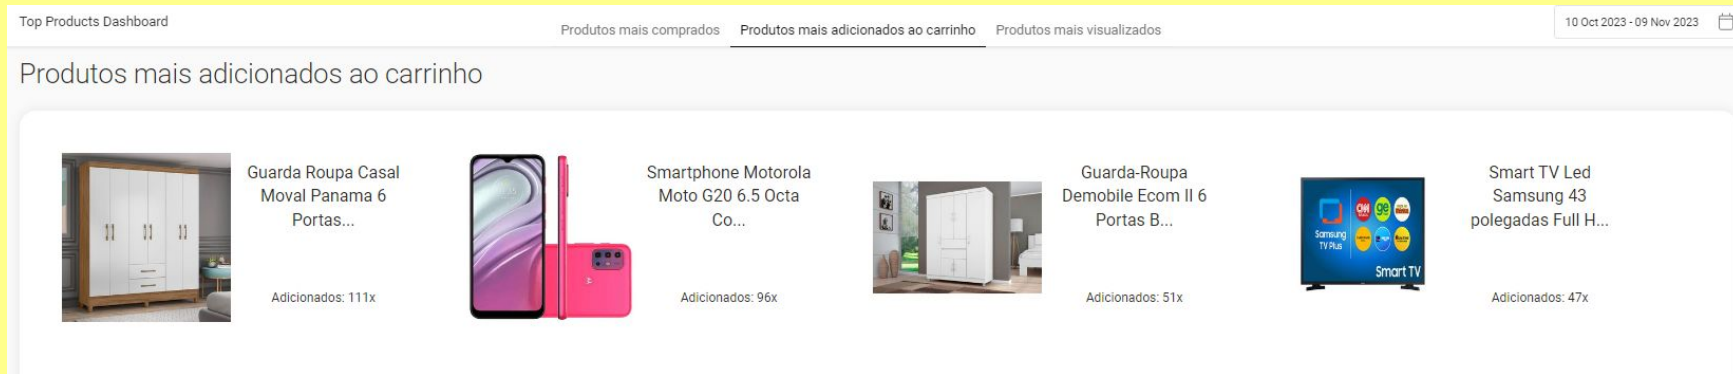 Top Products Dashboard
Produtos mais comprados
Produtos mais adicionados ao carrinho
Produtos mais visualizados
10 Oct 2023 - 09 Nov 2023
Produtos mais adicionados ao carrinho
Guarda Roupa Casal
Moval Panama 6
Portas...
Adicionados: 111x
Smartphone Motorola
Moto G20 6.5 Octa
Co...
Adicionados: 96x
Guarda-Roupa
Demobile Ecom II 6
Portas B...
Adicionados: 51x
Samsung
TV Plus
CNN
ge
Smart TV
Smart TV Led
Samsung 43
polegadas Full H...
Adicionados: 47x